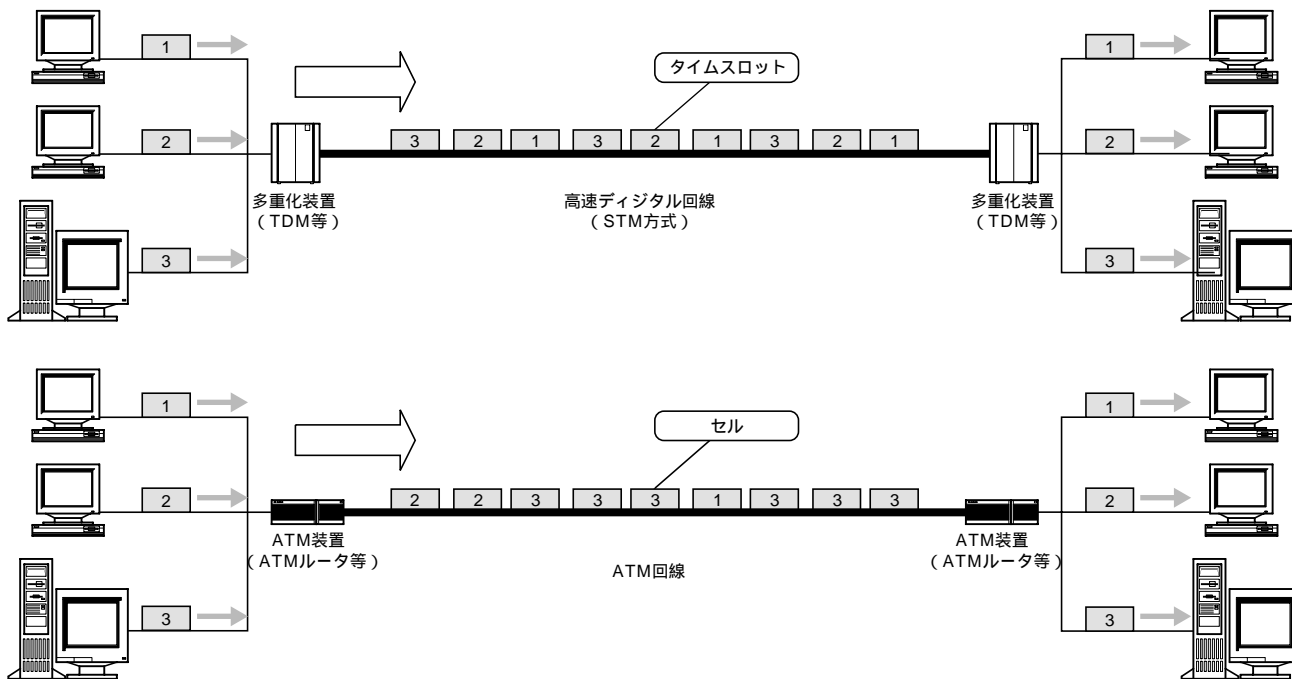 1
1
タイムスロット
2
3 2 1 3 2 1 3 2 1
2
多重化装置
(TDM等)
高速ディジタル回線
(STM方式)
多重化装置
(TDM等)
3
3
1
1
セル
2
2 2 3 3 3 1 3 3 3
2
ATM装置
(ATMルータ等)
ATM回線
ATM装置
(ATMルータ等)
3
3